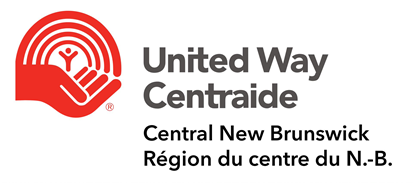 ®
United Way
Centraide
Central New Brunswick
Région du centre du N.-B.